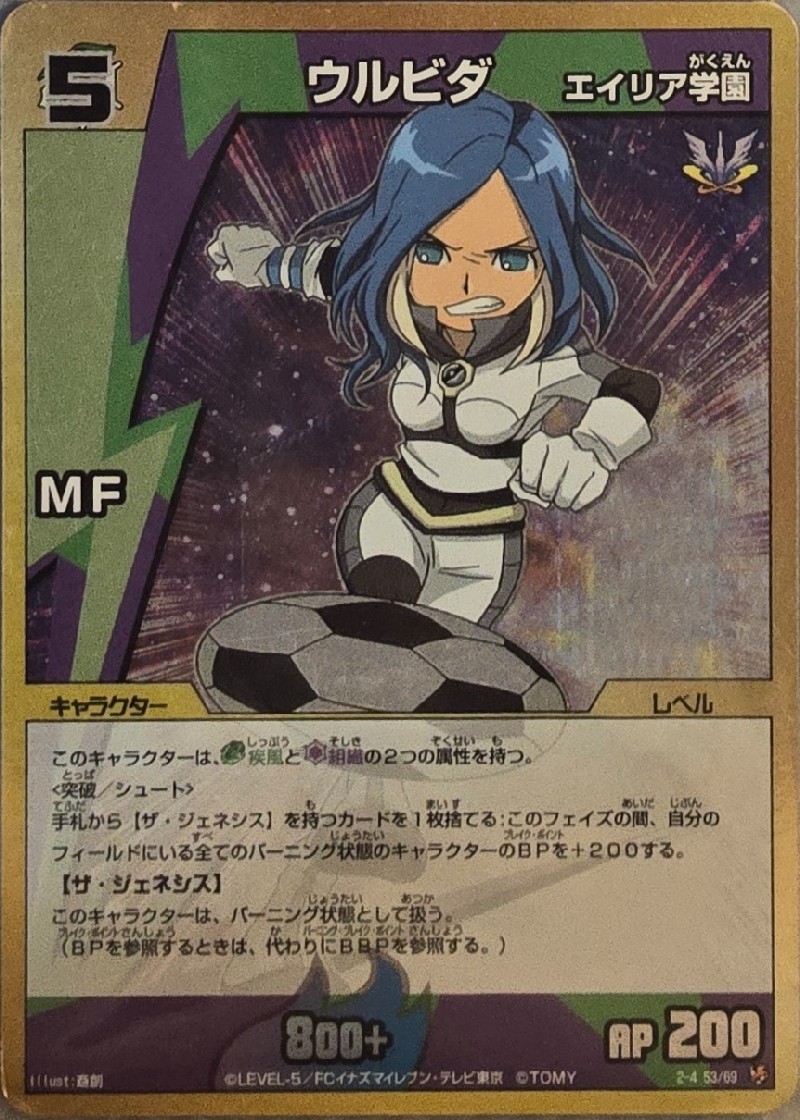 5
ウルビダ
エイリア学園
がくえん
MF
キャラクター
レベル
しっぷう そしき ぞくせい も
このキャラクターは、疾風と組織の2つの属性を持つ。
とっぱ
<突破/シュート>
てふだ も まいす あいだ じぶん
手札から【ザ・ジェネシス】を持つカードを1枚捨てる:このフェイズの間、自分の
すべ じょうたい ブレイク・ポイント
フィールドにいる全てのバーニング状態のキャラクターのBPを+200する。
【ザ・ジェネシス】
じょうたい あつか
このキャラクターは、バーニング状態として扱う。
ブレイク・ポイントさんしょう か バーニング・ブレイク・ポイント さんしょう
(BPを参照するときは、代わりにBBPを参照する。)
800+
AP 200
Illust:
©LEVEL-5/FCイナズマイレブン・テレビ東京 ©TOMY
2-4 53/69